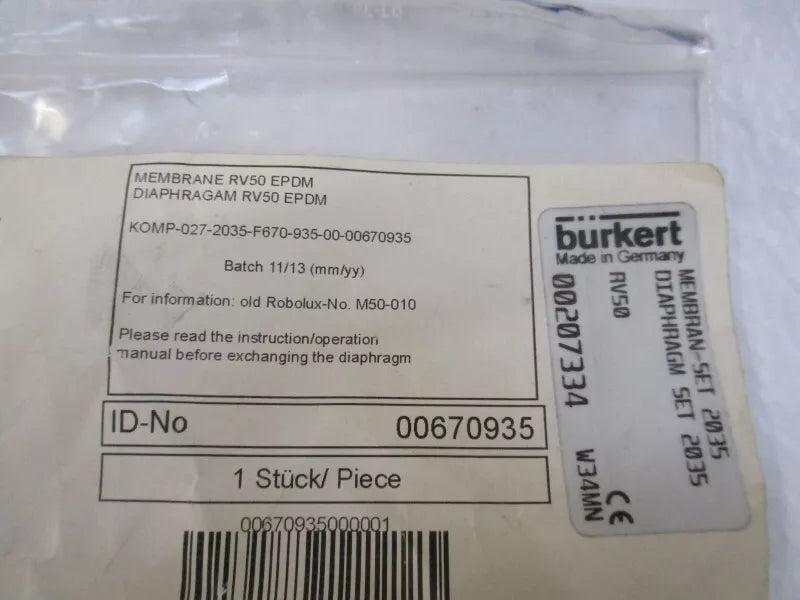 MEMBRANE RV50 EPDM
DIAPHRAGAM RV50 EPDM
KOMP-027-2035-F670-935-00-00670935
Batch 11/13 (mm/yy)
For information: old Robolux-No. M50-010
Please read the instruction/operation
manual before exchanging the diaphragm
ID-No 00670935
1 Stück/ Piece
00670935000001
bürkert
Made in Germany
MEMBRAN-SET 2035
DIAPHRAGM SET 2035
RV50
00207334 W34MN
CE